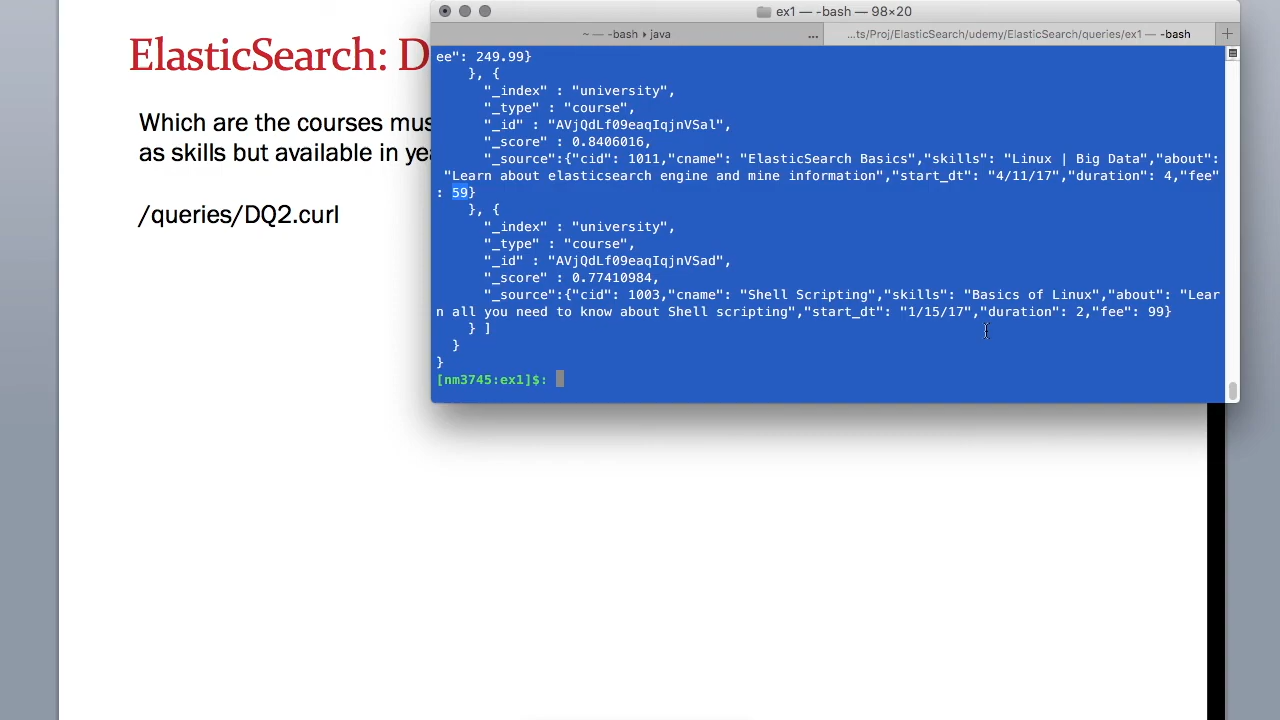 ElasticSearch: D
Which are the courses mus
as skills but available in yea
/queries/DQ2.curl
ex1 — -bash — 98×20
~ — -bash ▸ java ...
...ts/Proj/ElasticSearch/udemy/ElasticSearch/queries/ex1 — -bash +
ee": 249.99}
}, {
"_index" : "university",
"_type" : "course",
"_id" : "AVjQdLf09eaqIqjnVSal",
"_score" : 0.8406016,
"_source":{"cid": 1011,"cname": "ElasticSearch Basics","skills": "Linux | Big Data","about":
"Learn about elasticsearch engine and mine information","start_dt": "4/11/17","duration": 4,"fee"
: 59}
}, {
"_index" : "university",
"_type" : "course",
"_id" : "AVjQdLf09eaqIqjnVSad",
"_score" : 0.77410984,
"_source":{"cid": 1003,"cname": "Shell Scripting","skills": "Basics of Linux","about": "Lear
n all you need to know about Shell scripting","start_dt": "1/15/17","duration": 2,"fee": 99}
} ]
}
}
[nm3745:ex1]$: